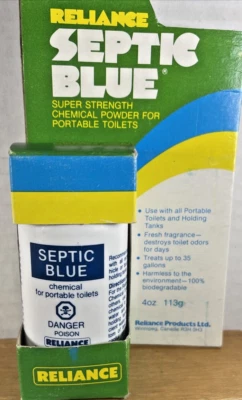 RELIANCE
SEPTIC
BLUE®
SUPER STRENGTH
CHEMICAL POWDER FOR
PORTABLE TOILETS
• Use with all Portable
Toilets and Holding
Tanks
• Fresh fragrance—
destroys toilet odors
for days
• Treats up to 35
gallons
• Harmless to the
environment—100%
biodegradable
4oz 113g
Reliance Products Ltd.
Winnipeg, Canada
SEPTIC
BLUE
chemical
for portable toilets
DANGER
POISON
RELIANCE
RELIANCE